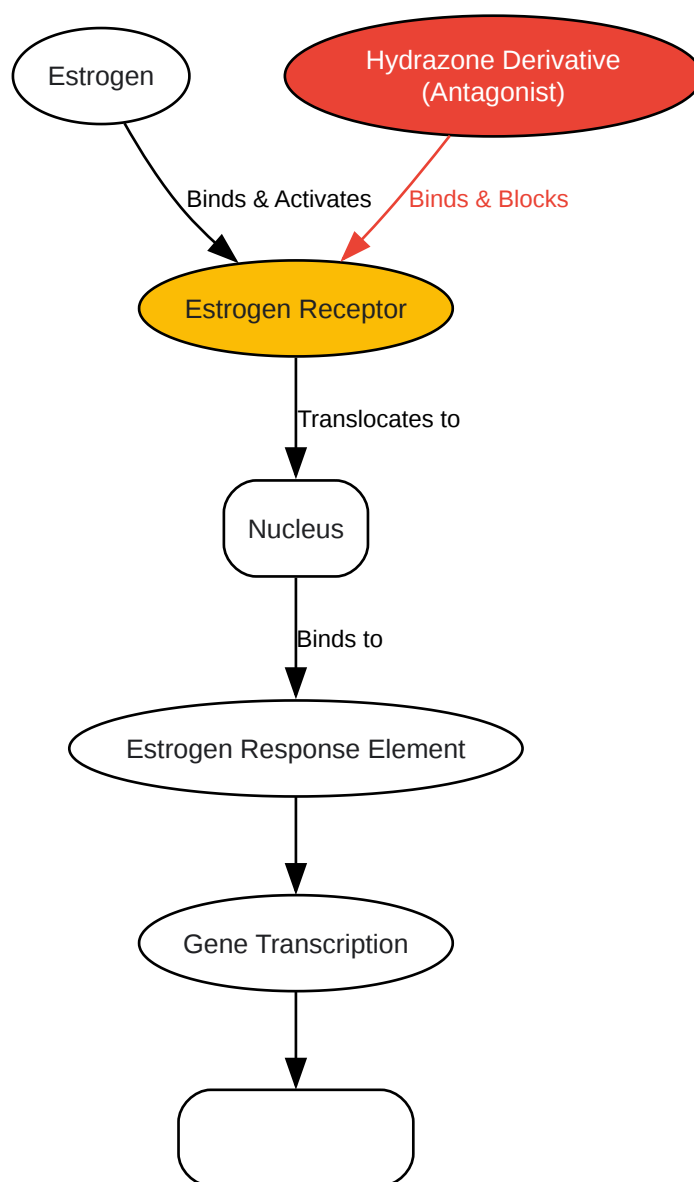 Estrogen
Hydrazone Derivative
(Antagonist)
Binds & Activates
Binds & Blocks
Estrogen Receptor
Translocates to
Nucleus
Binds to
Estrogen Response Element
Gene Transcription